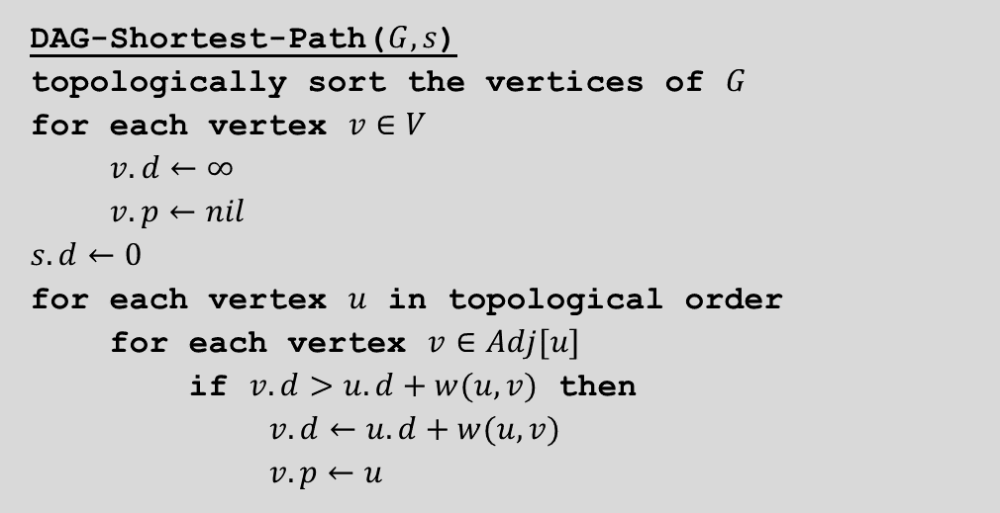 DAG-Shortest-Path(G,s)
topologically sort the vertices of G
for each vertex v ∈ V
v.d ← ∞
v.p ← nil
s.d ← 0
for each vertex u in topological order
for each vertex v ∈ Adj[u]
if v.d > u.d + w(u,v) then
v.d ← u.d + w(u,v)
v.p ← u